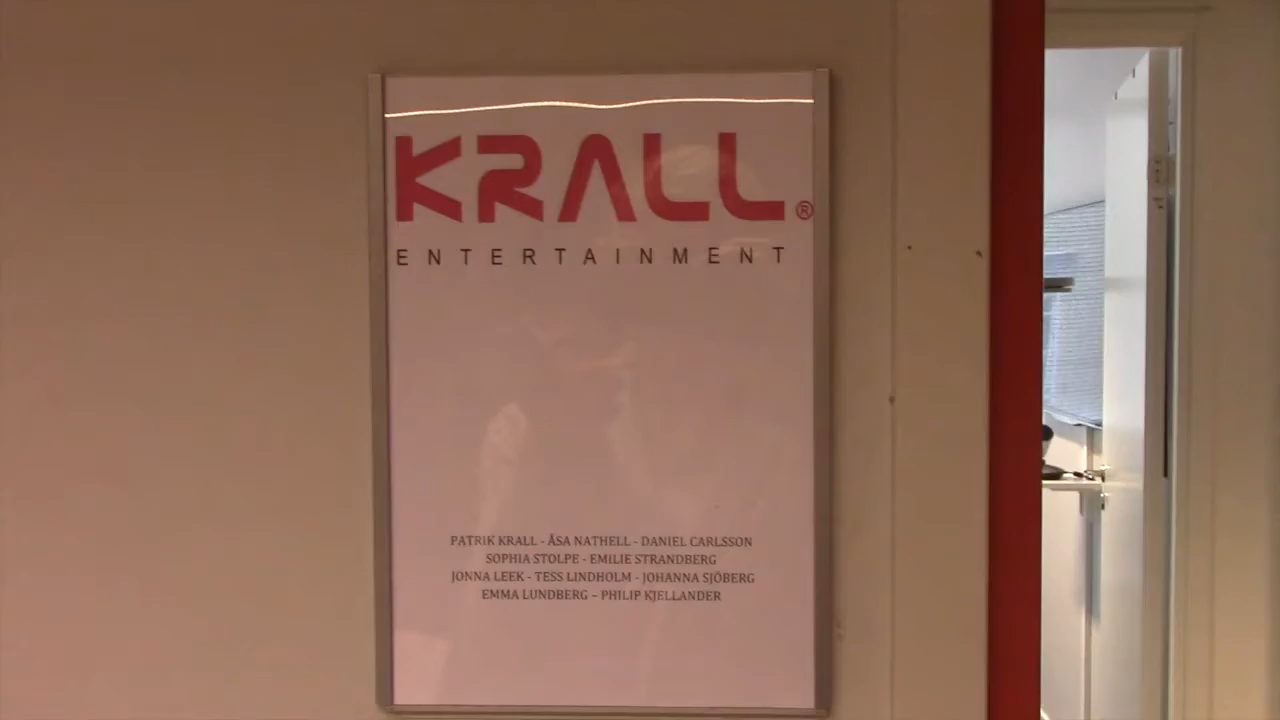 KRALL®
ENTERTAINMENT
PATRIK KRALL - ÅSA NATHELL - DANIEL CARLSSON
SOPHIA STOLPE - EMILIE STRANDBERG
JONNA LEEK - TESS LINDHOLM - JOHANNA SJÖBERG
EMMA LUNDBERG – PHILIP KJELLANDER